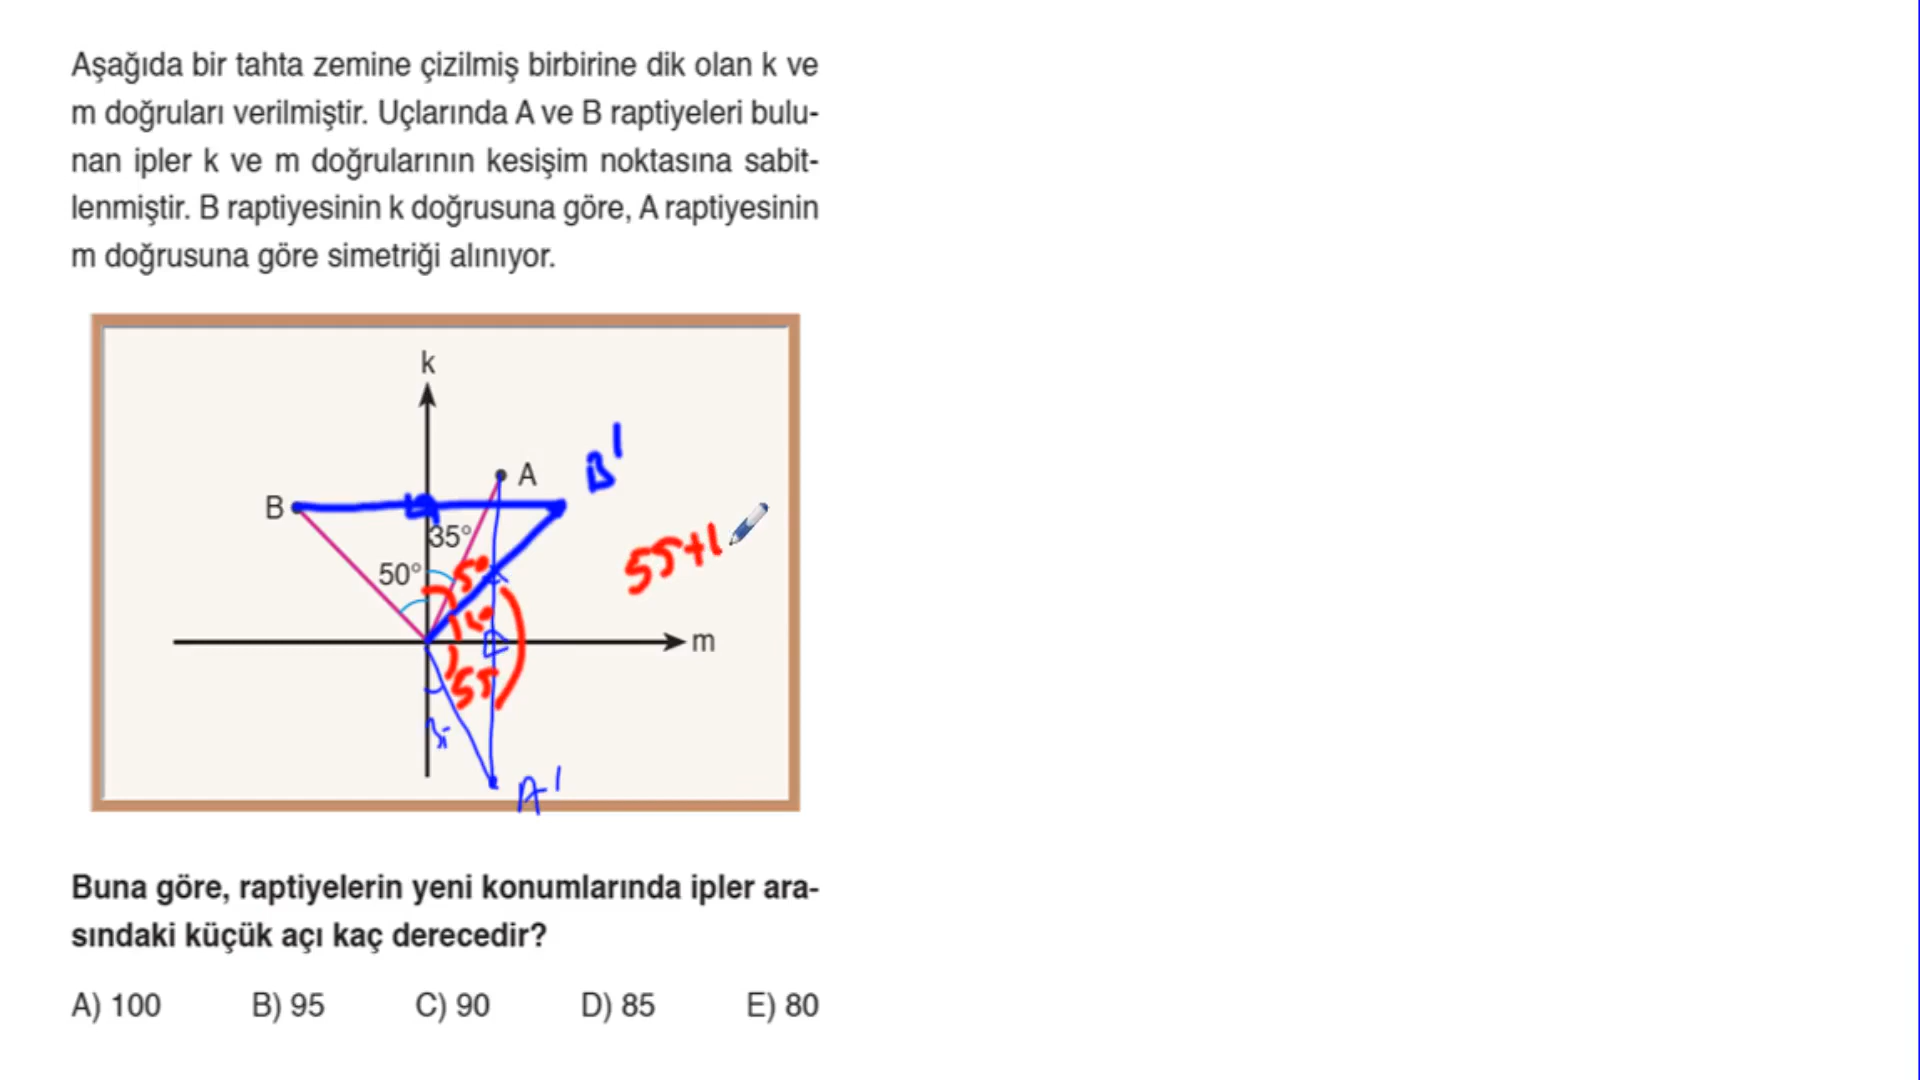 Aşağıda bir tahta zemine çizilmiş birbirine dik olan k ve
m doğruları verilmiştir. Uçlarında A ve B raptiyeleri bulu-
nan ipler k ve m doğrularının kesişim noktasına sabit-
lenmiştir. B raptiyesinin k doğrusuna göre, A raptiyesinin
m doğrusuna göre simetriği alınıyor.
k
B'
A
B
35°
55+
50°
50
m
55
A'
Buna göre, raptiyelerin yeni konumlarında ipler ara-
sındaki küçük açı kaç derecedir?
A) 100 B) 95 C) 90 D) 85 E) 80